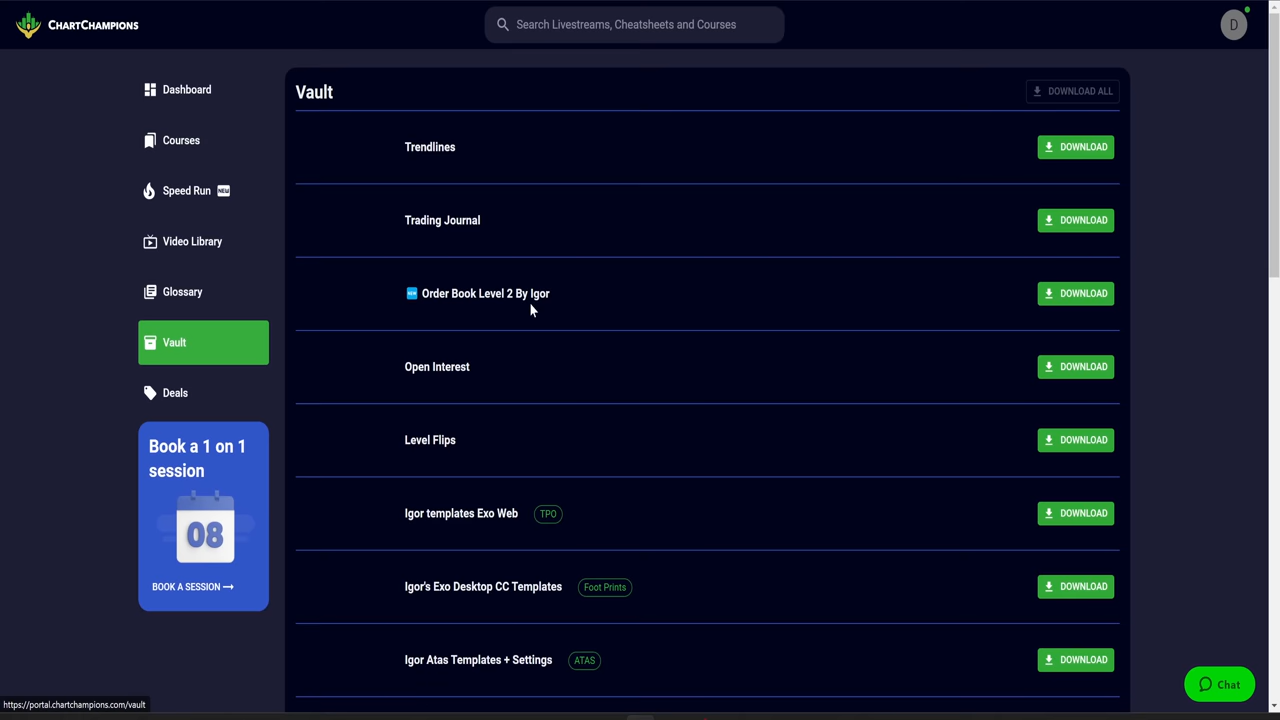 ChartChampions
Search Livestreams, Cheatsheets and Courses
D
Dashboard
Courses
Speed Run NEW
Video Library
Glossary
Vault
Deals
Book a 1 on 1
session
08
BOOK A SESSION
Vault
DOWNLOAD ALL
Trendlines
DOWNLOAD
Trading Journal
DOWNLOAD
NEW Order Book Level 2 By Igor
DOWNLOAD
Open Interest
DOWNLOAD
Level Flips
DOWNLOAD
Igor templates Exo Web TPO
DOWNLOAD
Igor's Exo Desktop CC Templates Foot Prints
DOWNLOAD
Igor Atas Templates + Settings ATAS
DOWNLOAD
Chat
https://portal.chartchampions.com/vault